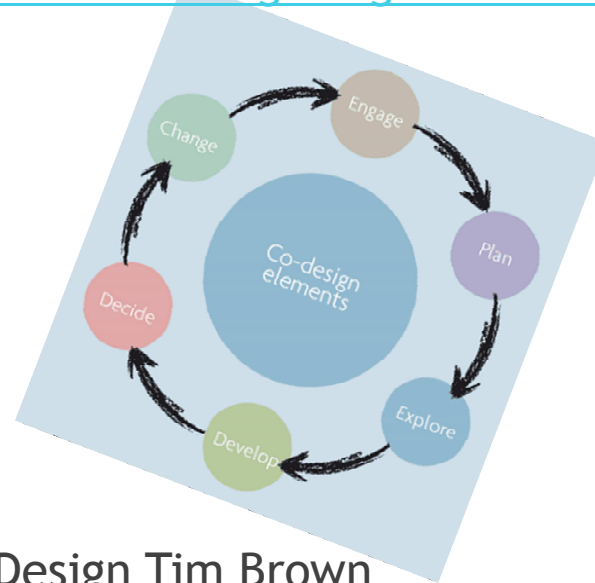 Engage
Change
Plan
Co-design
elements
Decide
Explore
Develop
Design Tim Brown